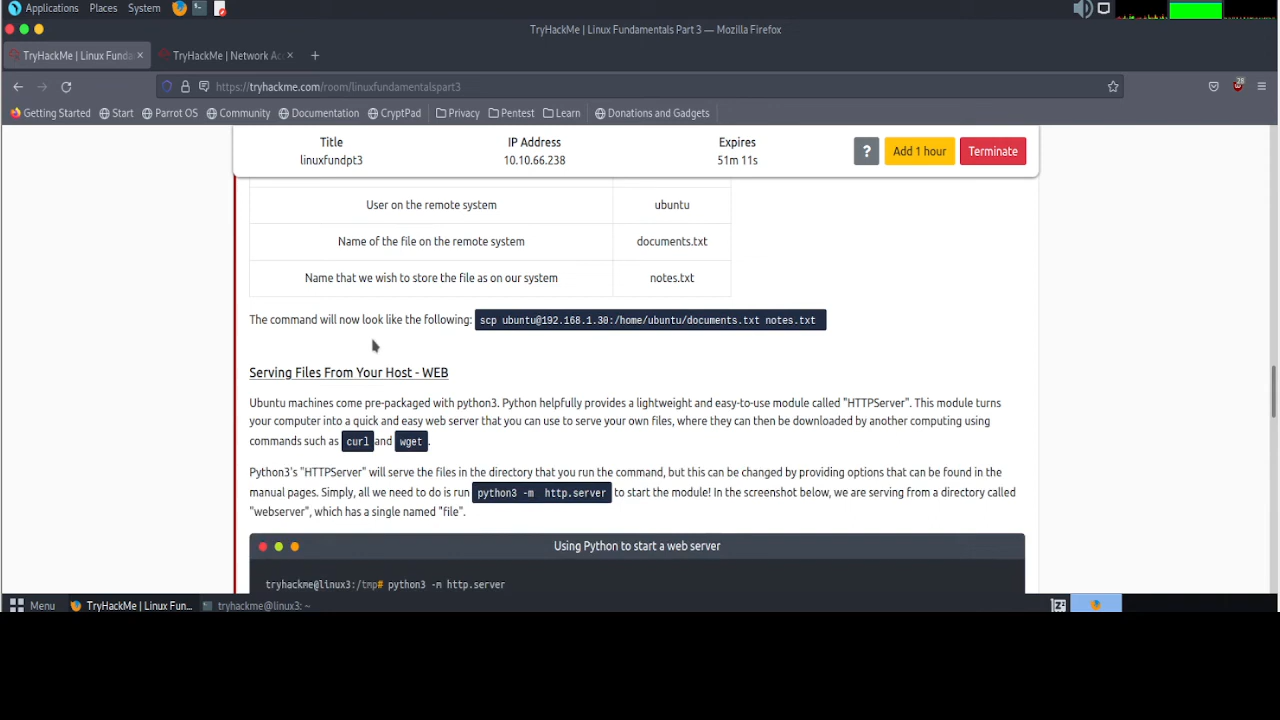 Applications Places System
TryHackMe | Linux Fundamentals Part 3 — Mozilla Firefox
TryHackMe | Linux Funda × TryHackMe | Network Ac × +
https://tryhackme.com/room/linuxfundamentalspart3 28
Getting Started Start Parrot OS Community Documentation CryptPad Privacy Pentest Learn Donations and Gadgets
Title IP Address Expires
linuxfundpt3 10.10.66.238 51m 11s ? Add 1 hour Terminate
User on the remote system ubuntu
Name of the file on the remote system documents.txt
Name that we wish to store the file as on our system notes.txt
The command will now look like the following: scp ubuntu@192.168.1.30:/home/ubuntu/documents.txt notes.txt
Serving Files From Your Host - WEB
Ubuntu machines come pre-packaged with python3. Python helpfully provides a lightweight and easy-to-use module called "HTTPServer". This module turns
your computer into a quick and easy web server that you can use to serve your own files, where they can then be downloaded by another computing using
commands such as curl and wget.
Python3's "HTTPServer" will serve the files in the directory that you run the command, but this can be changed by providing options that can be found in the
manual pages. Simply, all we need to do is run python3 -m http.server to start the module! In the screenshot below, we are serving from a directory called
"webserver", which has a single named "file".
Using Python to start a web server
tryhackme@linux3:/tmp# python3 -m http.server
Menu TryHackMe | Linux Fun... tryhackme@linux3: ~